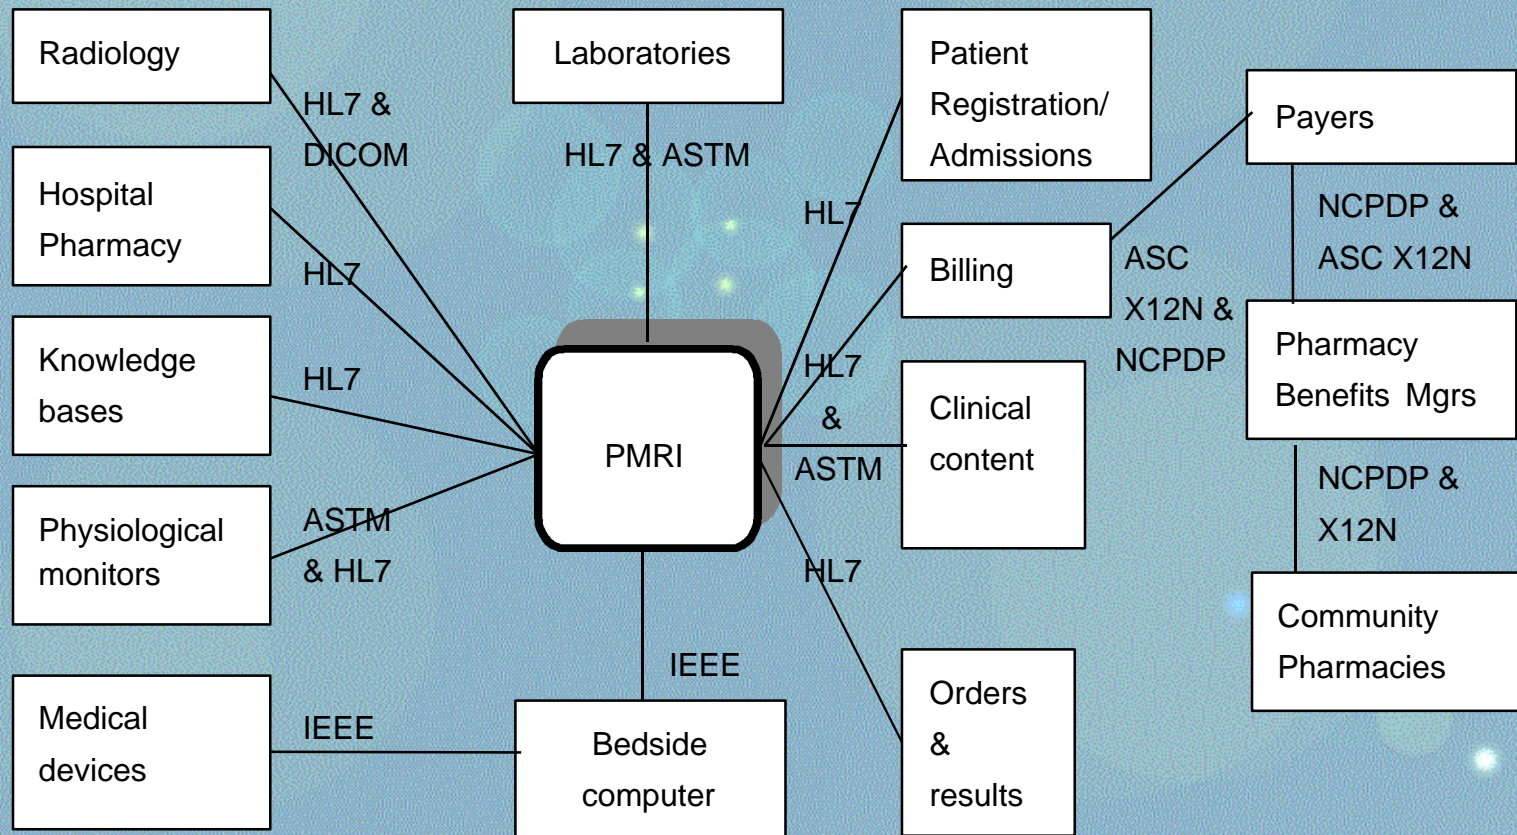 Radiology
HL7 &
DICOM
Hospital
Pharmacy
HL7
Knowledge
bases
HL7
Physiological
monitors
ASTM
& HL7
Medical
devices
IEEE
Laboratories
HL7 & ASTM
PMRI
IEEE
Bedside
computer
Patient
Registration/
Admissions
HL7
Billing
HL7
&
ASTM
Clinical
content
HL7
Orders
&
results
ASC
X12N &
NCPDP
Payers
NCPDP &
ASC X12N
Pharmacy
Benefits Mgrs
NCPDP &
X12N
Community
Pharmacies